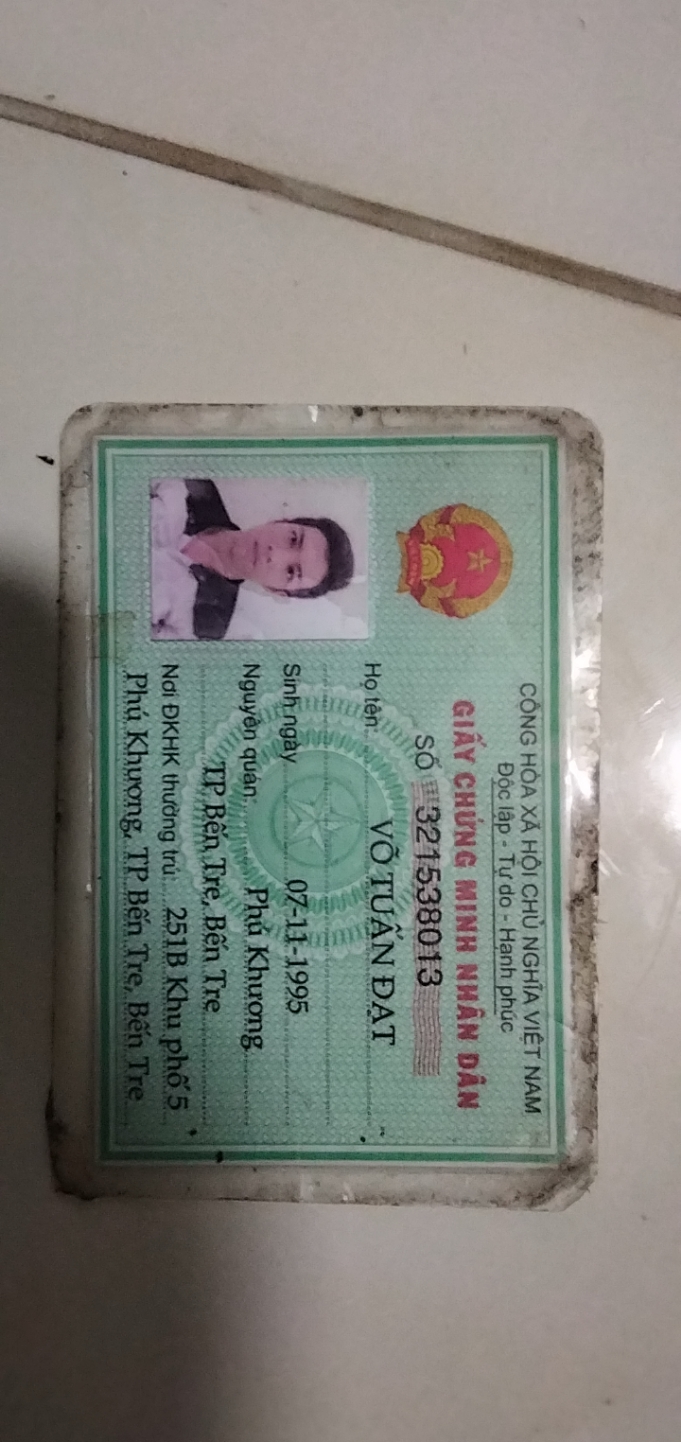 CỘNG HÒA XÃ HỘI CHỦ NGHĨA VIỆT NAM
Độc lập - Tự do - Hạnh phúc
GIẤY CHỨNG MINH NHÂN DÂN
SỐ 321538013
Họ tên: VÕ TUẤN ĐẠT
Sinh ngày 07-11-1995
Nguyên quán: Phú Khương
TP Bến Tre, Bến Tre
Nơi ĐKHK thường trú: 251B Khu phố 5
Phú Khương, TP Bến Tre, Bến Tre